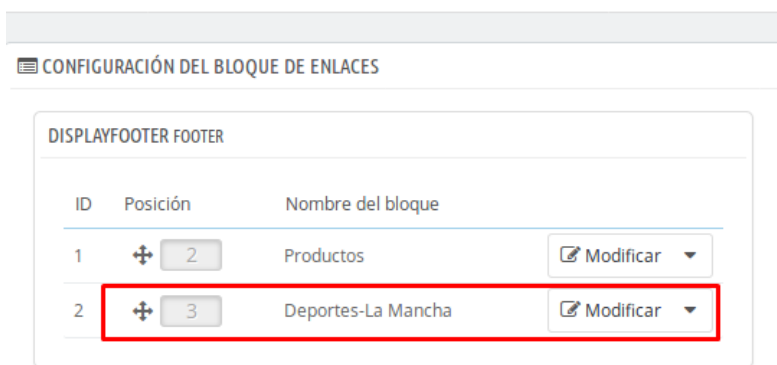 CONFIGURACIÓN DEL BLOQUE DE ENLACES
DISPLAYFOOTER FOOTER
ID Posición Nombre del bloque
1 2 Productos Modificar
2 3 Deportes-La Mancha Modificar